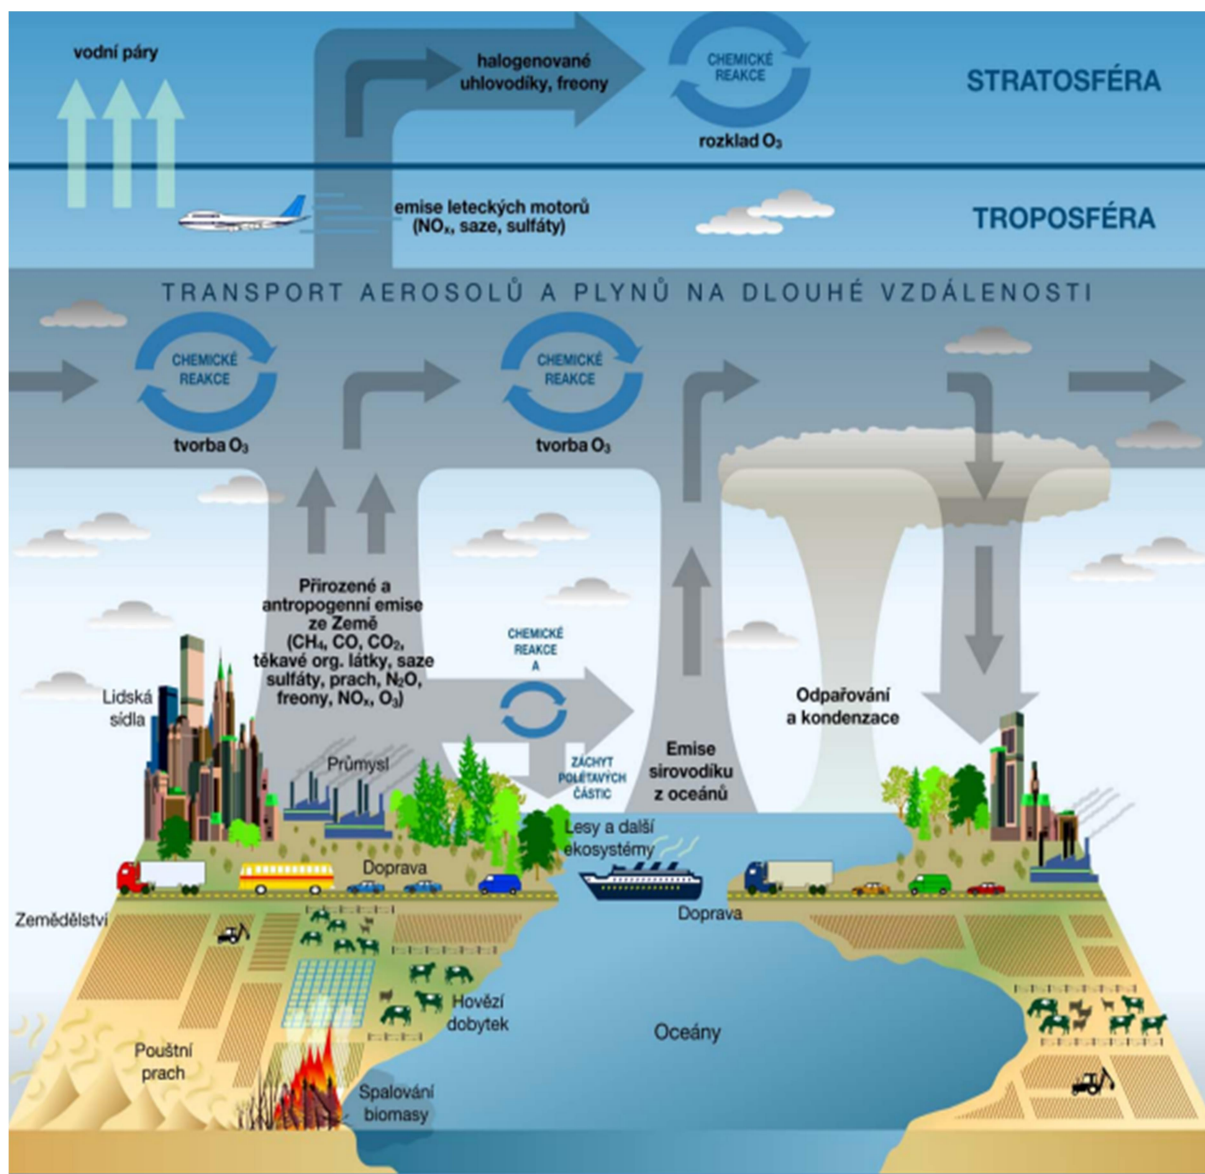 vodní páry
halogenované
uhlovodíky, freony
CHEMICKÉ
REAKCE
rozklad O₃
STRATOSFÉRA
emise leteckých motorů
(NOₓ, saze, sulfáty)
TROPOSFÉRA
TRANSPORT AEROSOLŮ A PLYNŮ NA DLOUHÉ VZDÁLENOSTI
CHEMICKÉ
REAKCE
tvorba O₃
CHEMICKÉ
REAKCE
tvorba O₃
Přirozené a
antropogenní emise
ze Země
(CH₄, CO, CO₂,
těkavé org. látky, saze
sulfáty, prach, N₂O,
freony, NOₓ, O₃)
CHEMICKÉ
REAKCE
A
ZÁCHYT
POLÉTAVÝCH
ČÁSTIC
Lidská
sídla
Průmysl
Emise
sirovodíku
z oceánů
Odpařování
a kondenzace
Lesy a další
ekosystémy
Doprava
Doprava
Zemědělství
Hovězí
dobytek
Oceány
Pouštní
prach
Spalování
biomasy